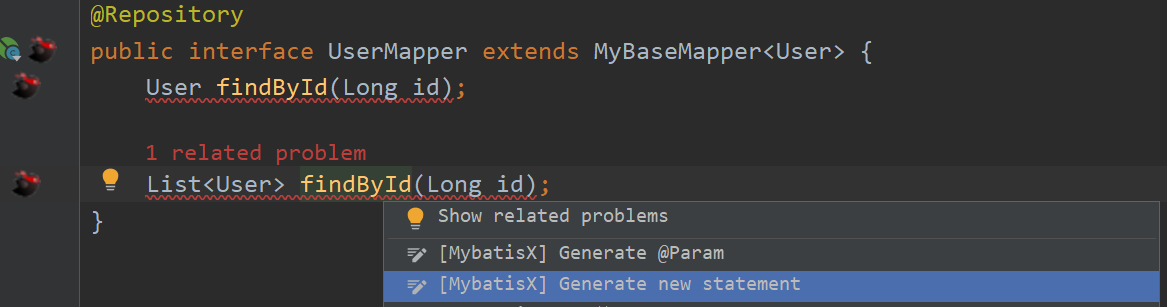 @Repository
public interface UserMapper extends MyBaseMapper<User> {
User findById(Long id);
1 related problem
List<User> findById(Long id);
}
Show related problems
[MybatisX] Generate @Param
[MybatisX] Generate new statement